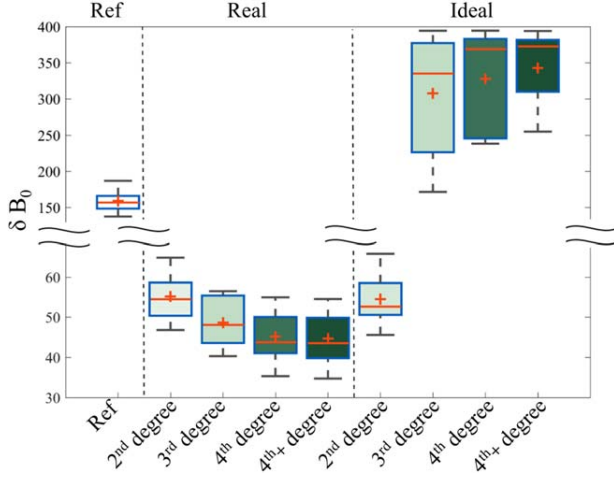 Ref Real Ideal
400
350
300
250
200
150
60
50
40
30
δ B₀
Ref
2nd degree
3rd degree
4th degree
4th+ degree
2nd degree
3rd degree
4th degree
4th+ degree